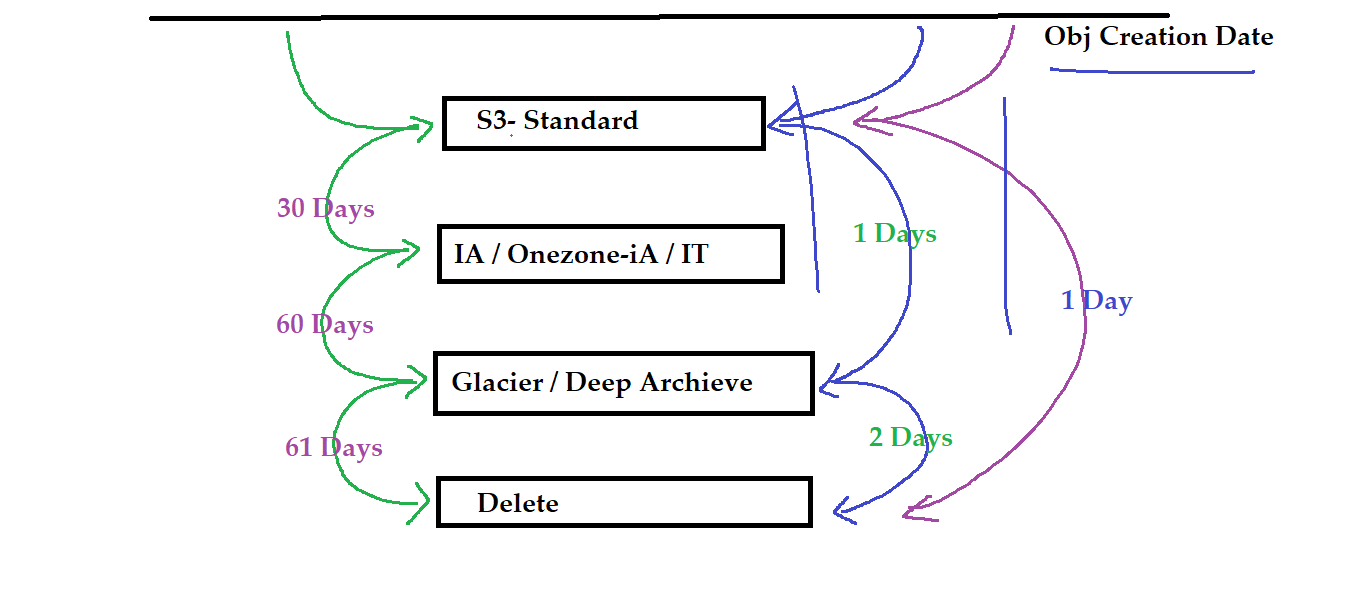 Obj Creation Date
S3- Standard
30 Days
1 Days
IA / Onezone-iA / IT
1 Day
60 Days
Glacier / Deep Archieve
61 Days
2 Days
Delete